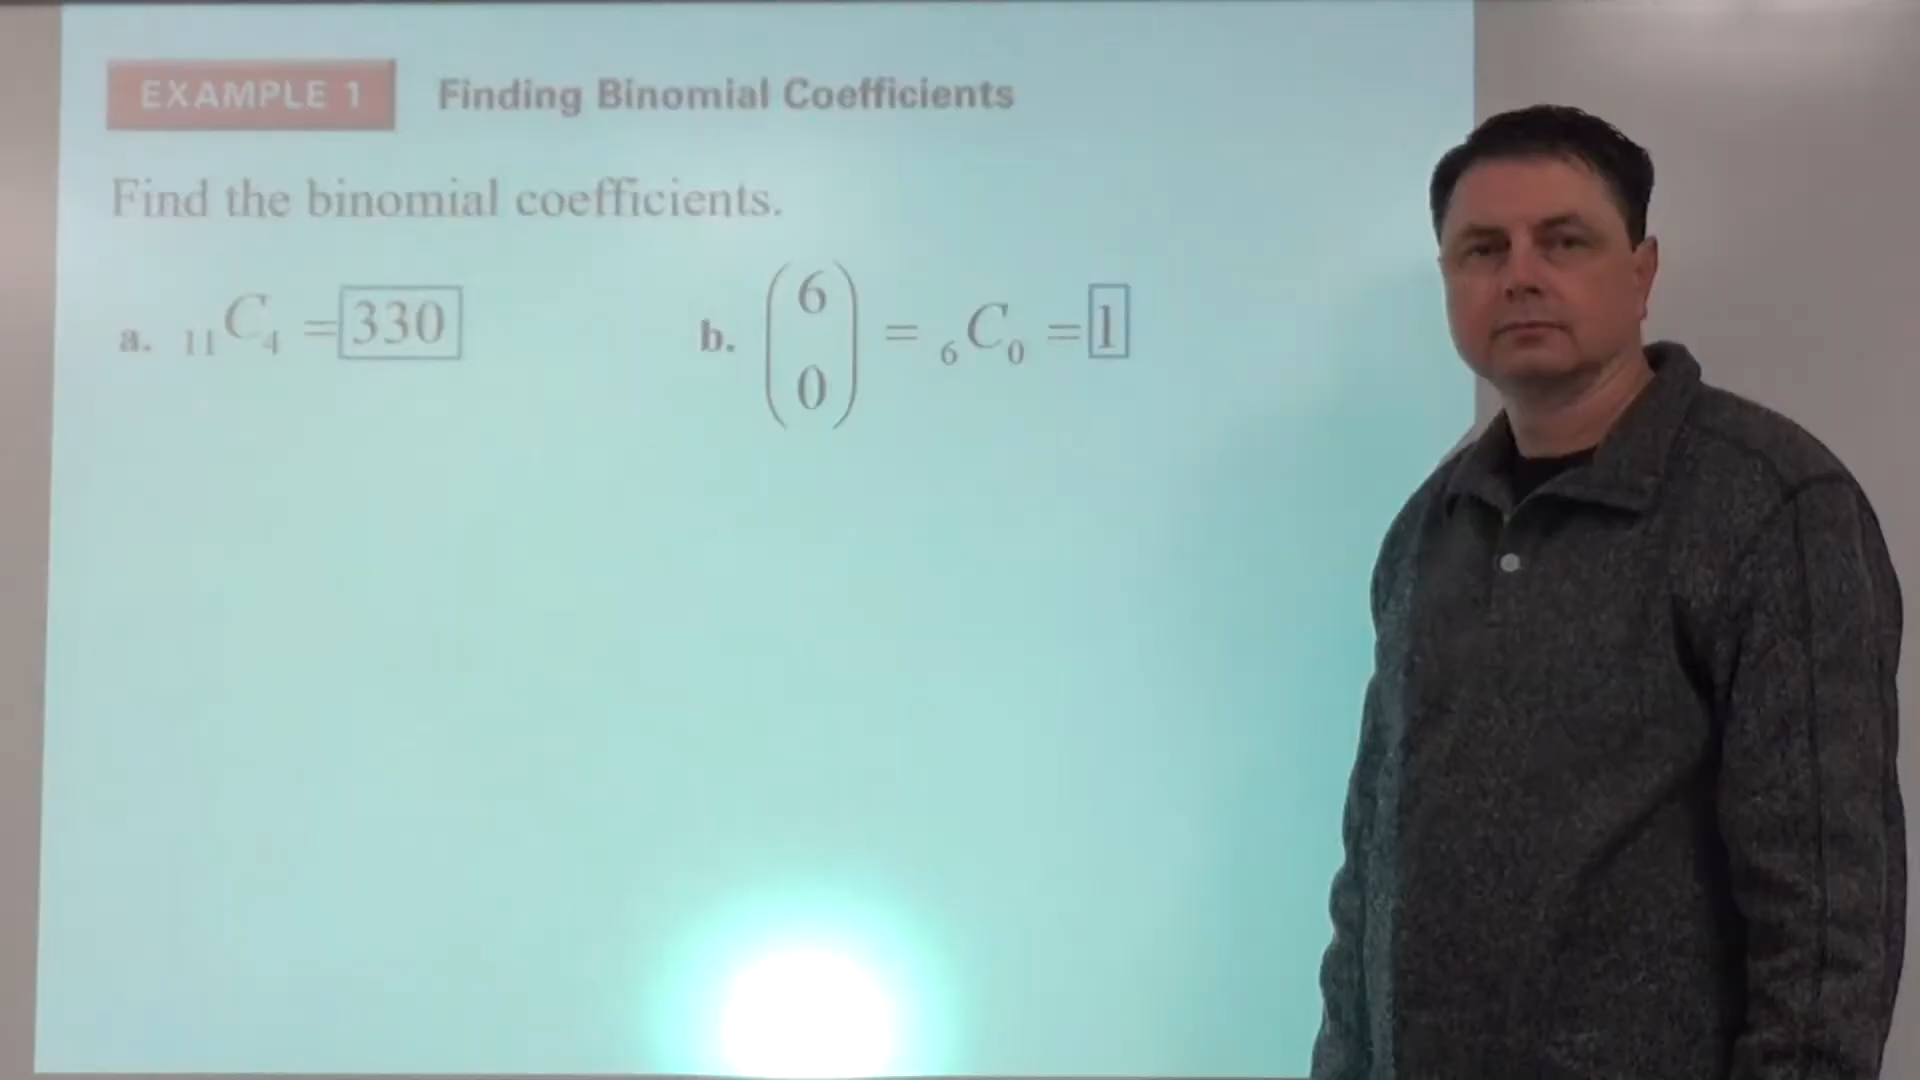 EXAMPLE 1 Finding Binomial Coefficients
Find the binomial coefficients.
a. ₁₁C₄ = 330 b. (6 0) = ₆C₀ = 1